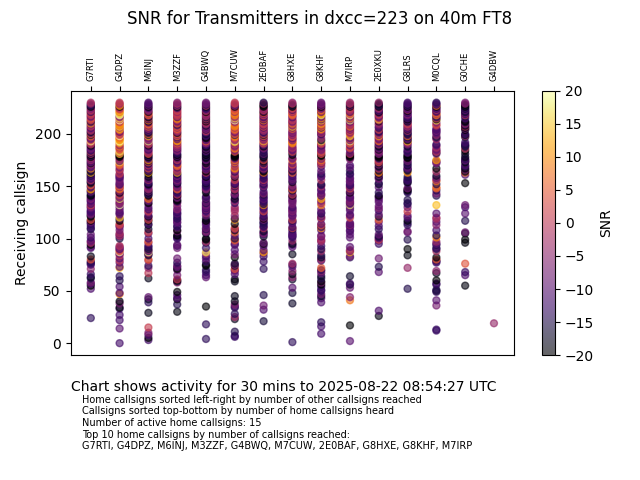 SNR for Transmitters in dxcc=223 on 40m FT8
G7RTI G4DPZ M6INJ M3ZZF G4BWQ M7CUW 2E0BAF G8HXE G8KHF M7IRP 2E0XKU G8LRS M0CQL G0CHE G4DBW
200
150
100
50
0
Receiving callsign
20
15
10
5
0
−5
−10
−15
−20
SNR
Chart shows activity for 30 mins to 2025-08-22 08:54:27 UTC
Home callsigns sorted left-right by number of other callsigns reached
Callsigns sorted top-bottom by number of home callsigns heard
Number of active home callsigns: 15
Top 10 home callsigns by number of callsigns reached:
G7RTI, G4DPZ, M6INJ, M3ZZF, G4BWQ, M7CUW, 2E0BAF, G8HXE, G8KHF, M7IRP